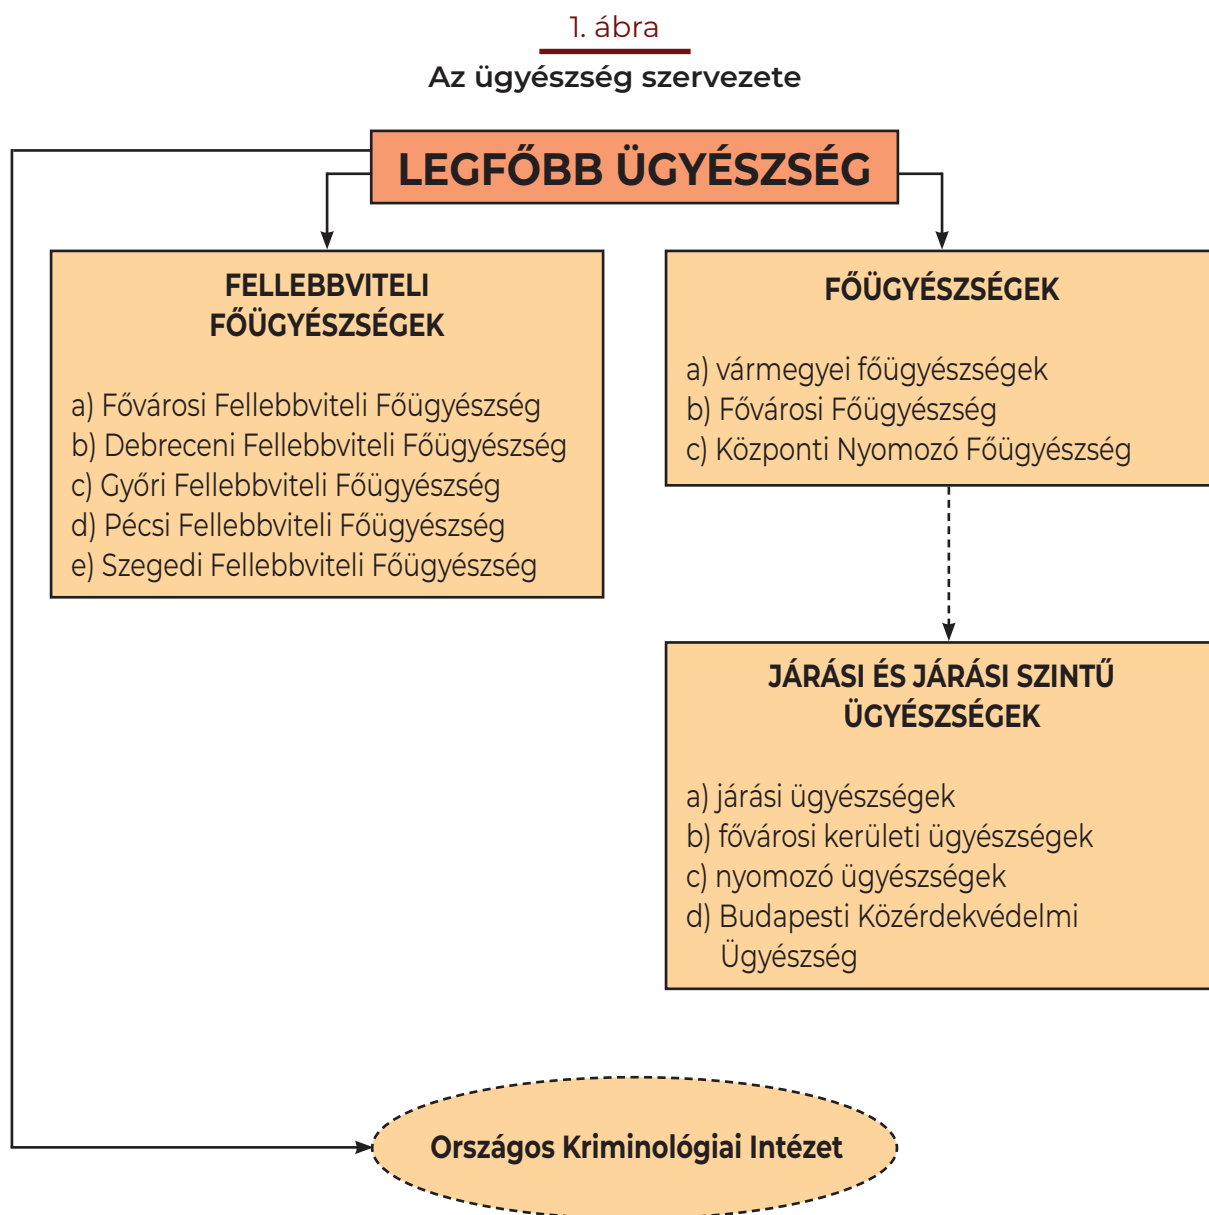 1. ábra
Az ügyészség szervezete
LEGFŐBB ÜGYÉSZSÉG
FELLEBBVITELI
FŐÜGYÉSZSÉGEK
a) Fővárosi Fellebbviteli Főügyészség
b) Debreceni Fellebbviteli Főügyészség
c) Győri Fellebbviteli Főügyészség
d) Pécsi Fellebbviteli Főügyészség
e) Szegedi Fellebbviteli Főügyészség
FŐÜGYÉSZSÉGEK
a) vármegyei főügyészségek
b) Fővárosi Főügyészség
c) Központi Nyomozó Főügyészség
JÁRÁSI ÉS JÁRÁSI SZINTŰ
ÜGYÉSZSÉGEK
a) járási ügyészségek
b) fővárosi kerületi ügyészségek
c) nyomozó ügyészségek
d) Budapesti Közérdekvédelmi
Ügyészség
Országos Kriminológiai Intézet